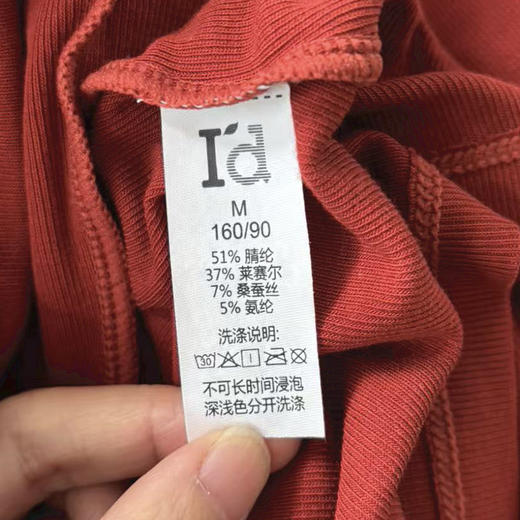 I'd
M
160/90
51% 腈纶
37% 莱赛尔
7% 桑蚕丝
5% 氨纶
洗涤说明:
30
不可长时间浸泡
深浅色分开洗涤